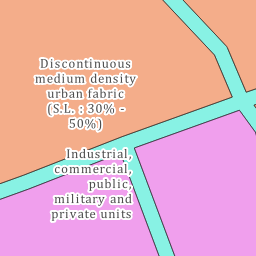 Discontinuous
medium density
urban fabric
(S.L. : 30% -
50%)
Industrial,
commercial,
public,
military and
private units